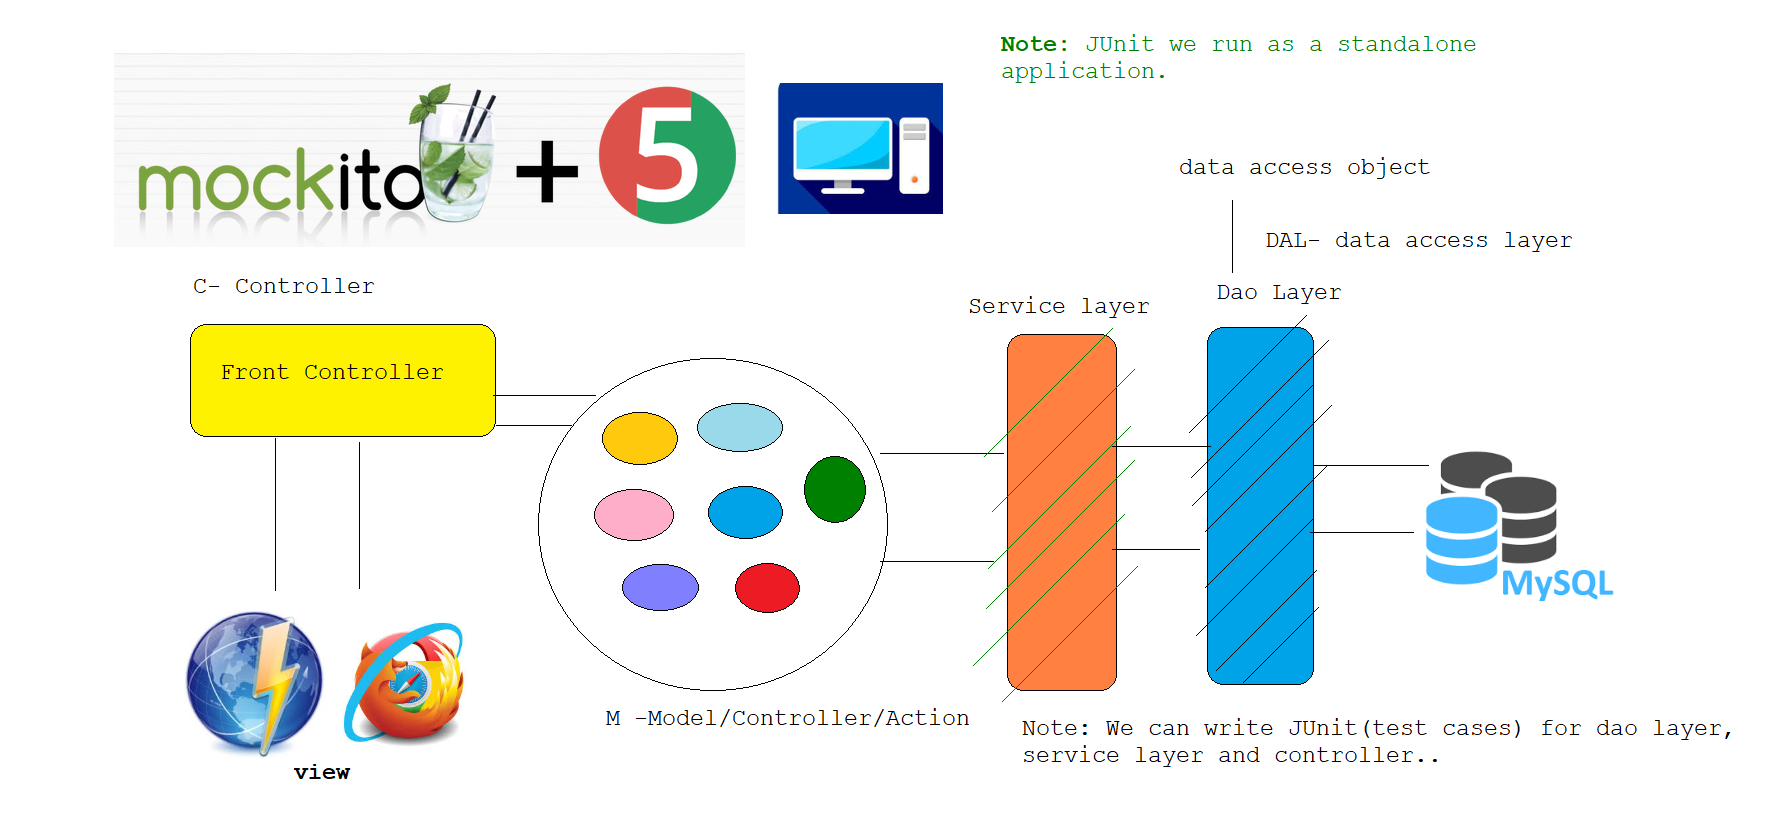 Note: JUnit we run as a standalone
application.
mockito
+
5
data access object
DAL- data access layer
C- Controller
Service layer
Dao Layer
Front Controller
MySQL
M -Model/Controller/Action
Note: We can write JUnit(test cases) for dao layer,
service layer and controller..
view